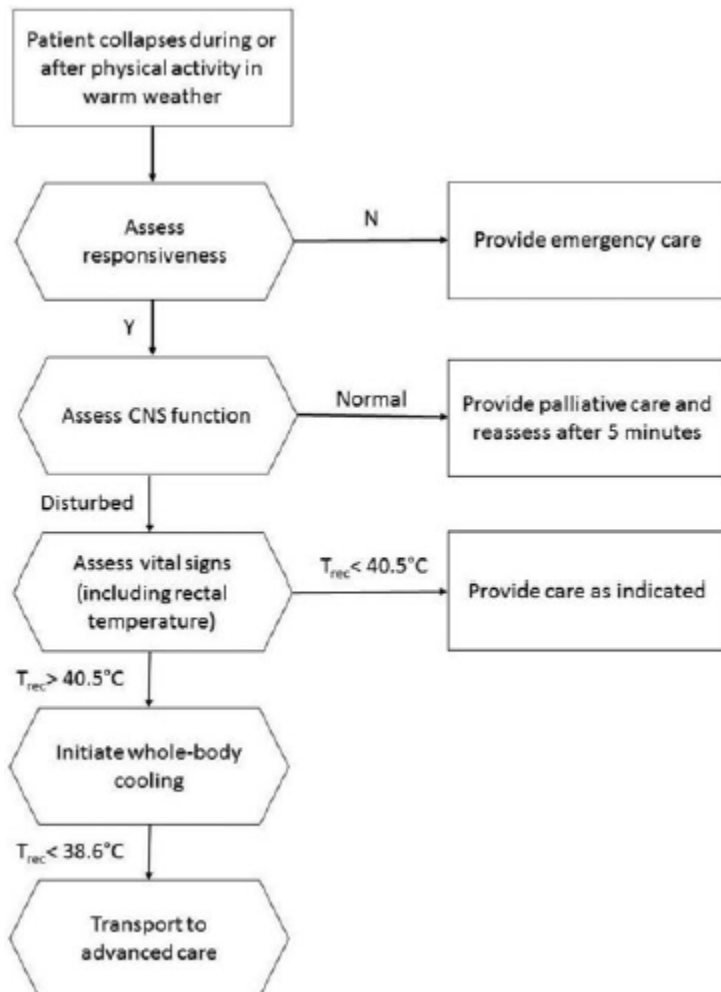 Patient collapses during or
after physical activity in
warm weather
Assess
responsiveness
N
Provide emergency care
Y
Assess CNS function
Normal
Provide palliative care and
reassess after 5 minutes
Disturbed
Assess vital signs
(including rectal
temperature)
Trec< 40.5°C
Provide care as indicated
Trec> 40.5°C
Initiate whole-body
cooling
Trec< 38.6°C
Transport to
advanced care